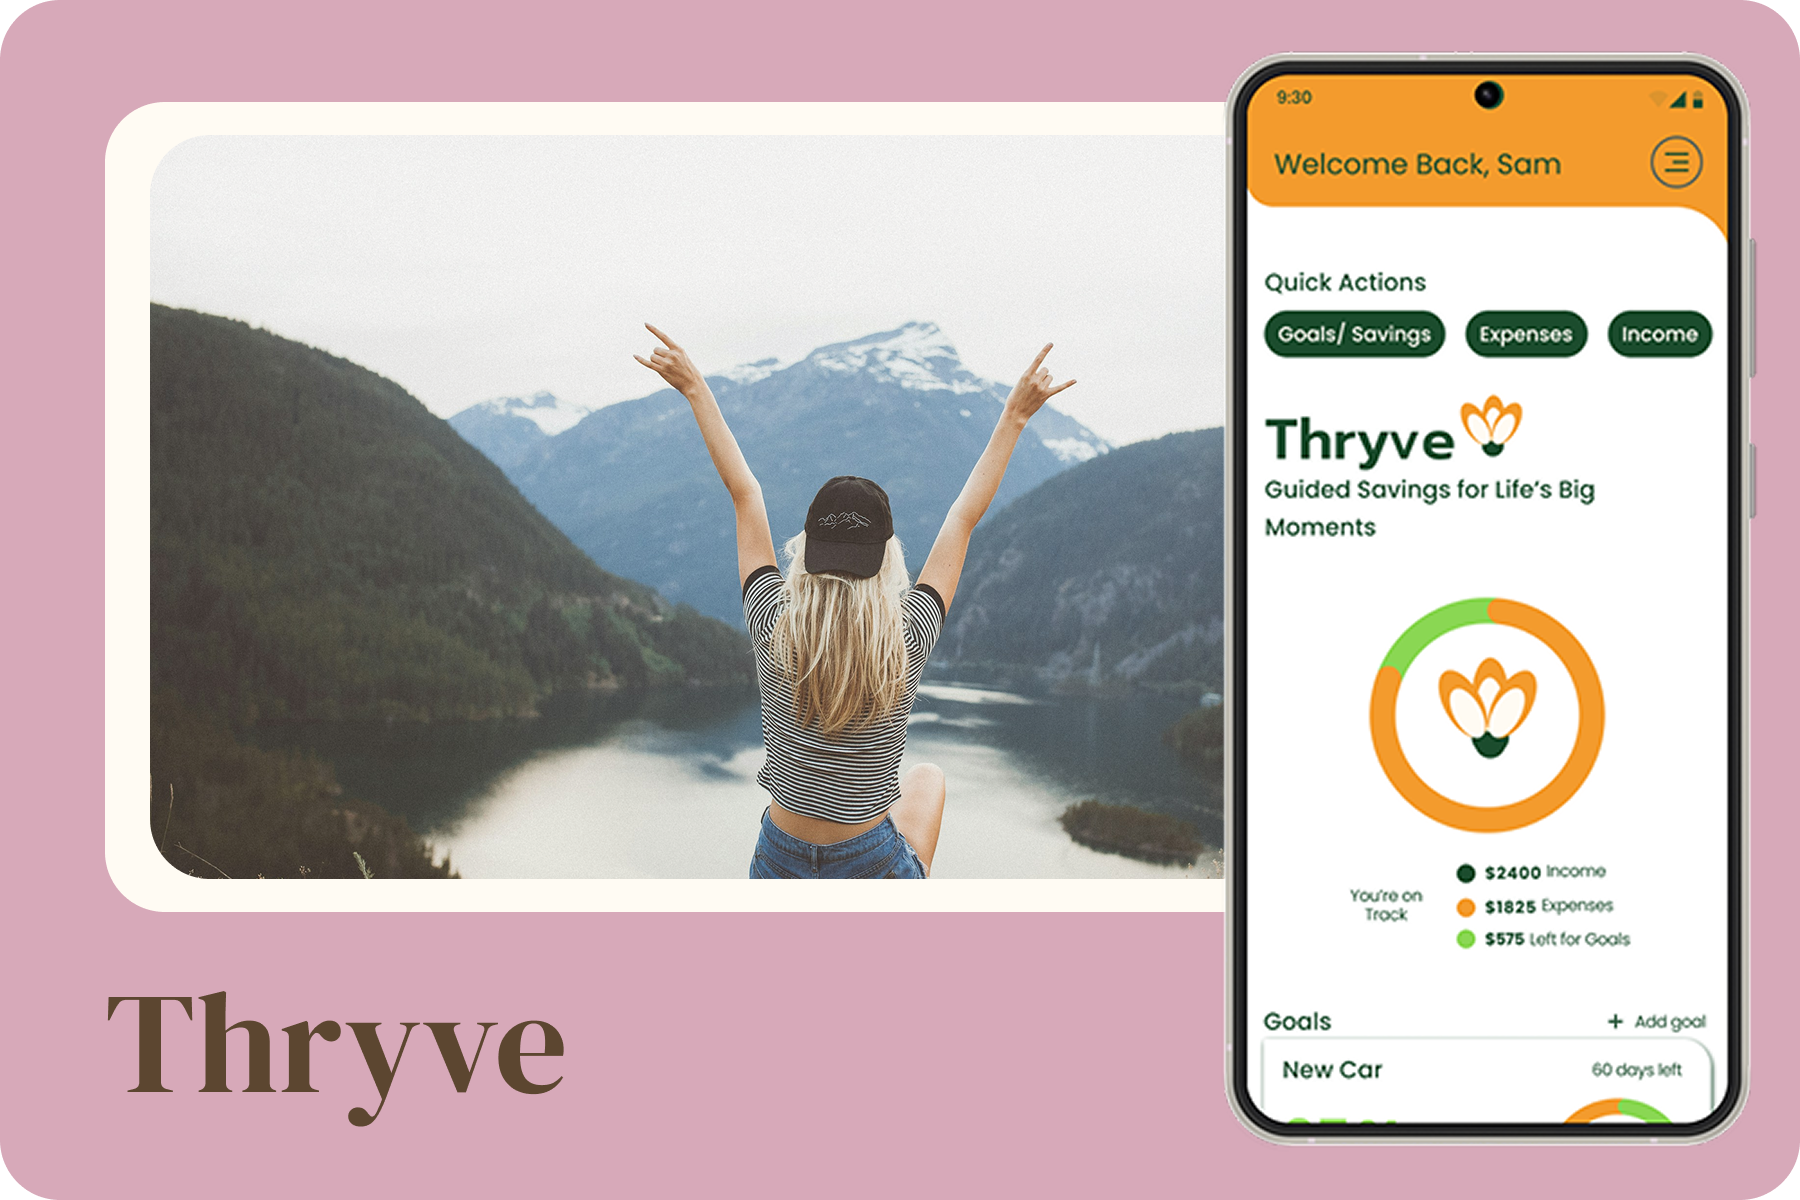 9:30
Welcome Back, Sam
Quick Actions
Goals/ Savings
Expenses
Income
Thryve
Guided Savings for Life's Big
Moments
You're on
Track
$2400 Income
$1825 Expenses
$575 Left for Goals
Goals
+ Add goal
New Car
60 days left
Thryve